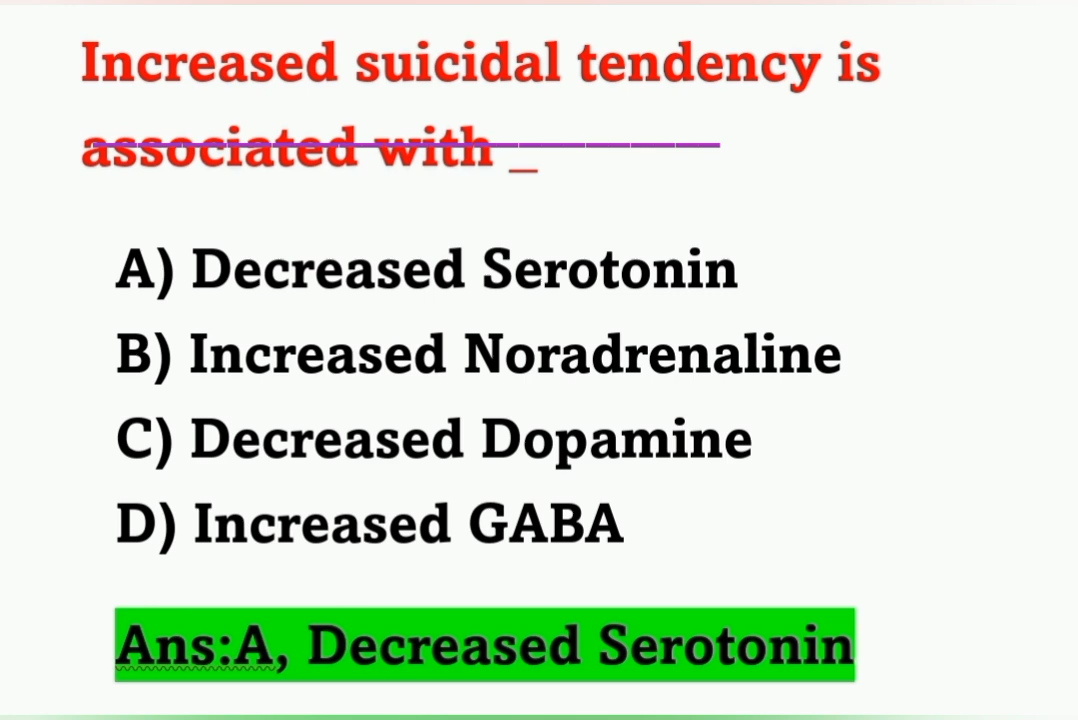 Increased suicidal tendency is
associated with _
A) Decreased Serotonin
B) Increased Noradrenaline
C) Decreased Dopamine
D) Increased GABA
Ans:A, Decreased Serotonin